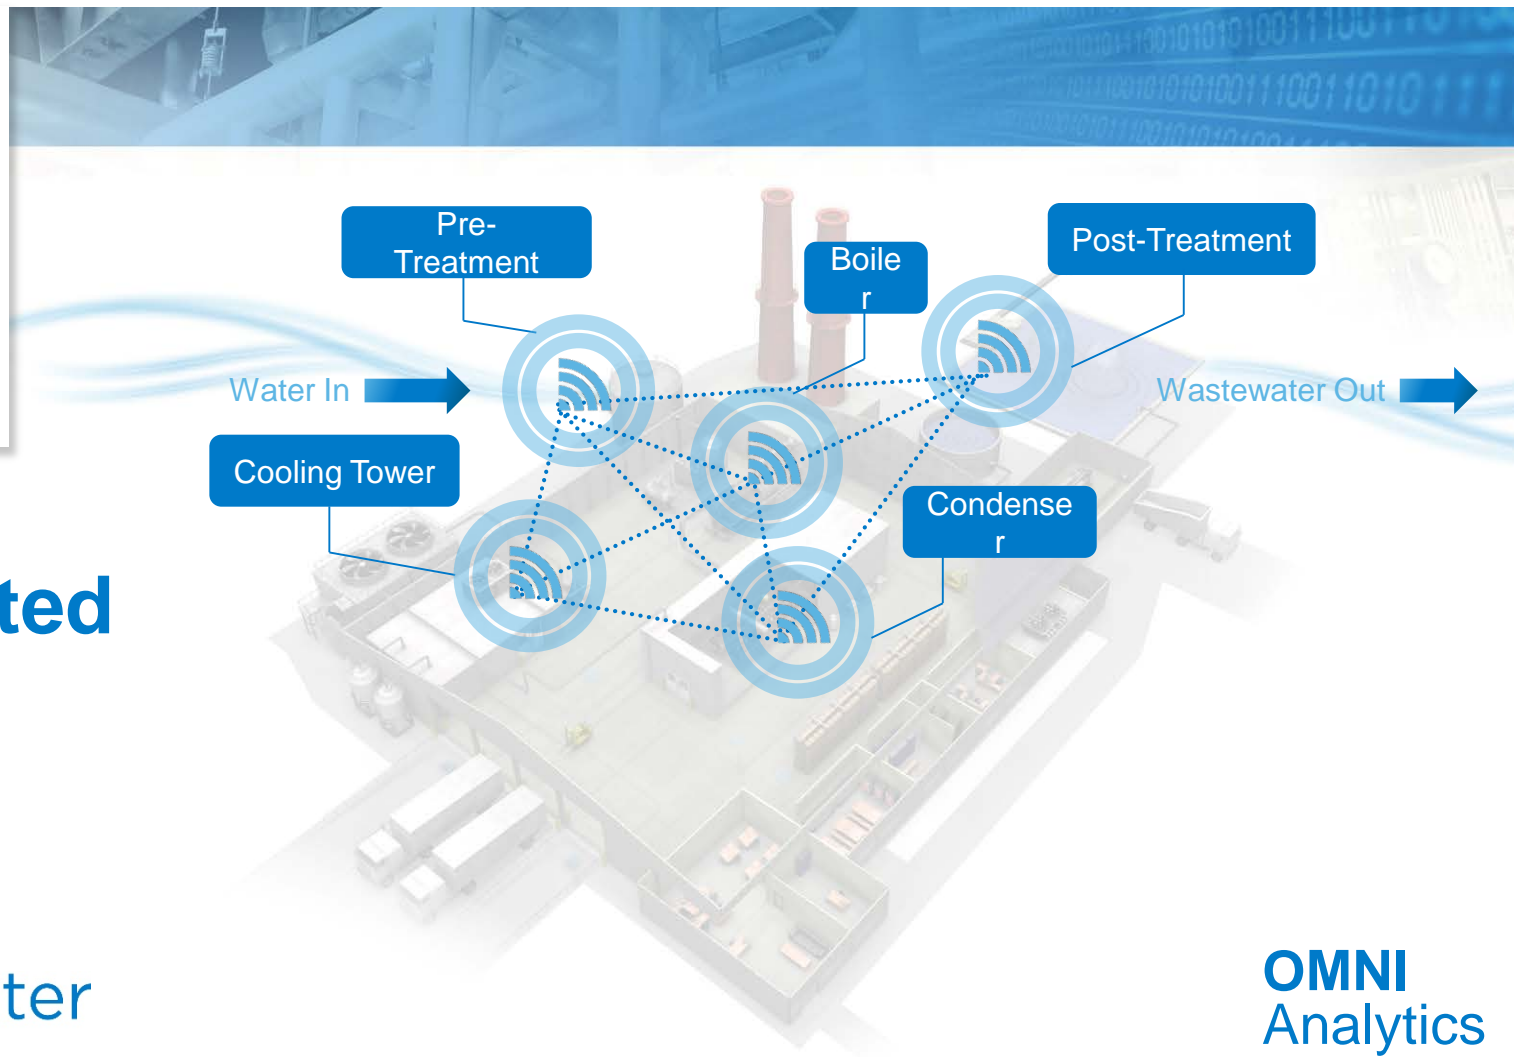 Pre-
Treatment
Boile
r
Post-Treatment
Water In
Wastewater Out
Cooling Tower
Condense
r
ted
ter
OMNI
Analytics